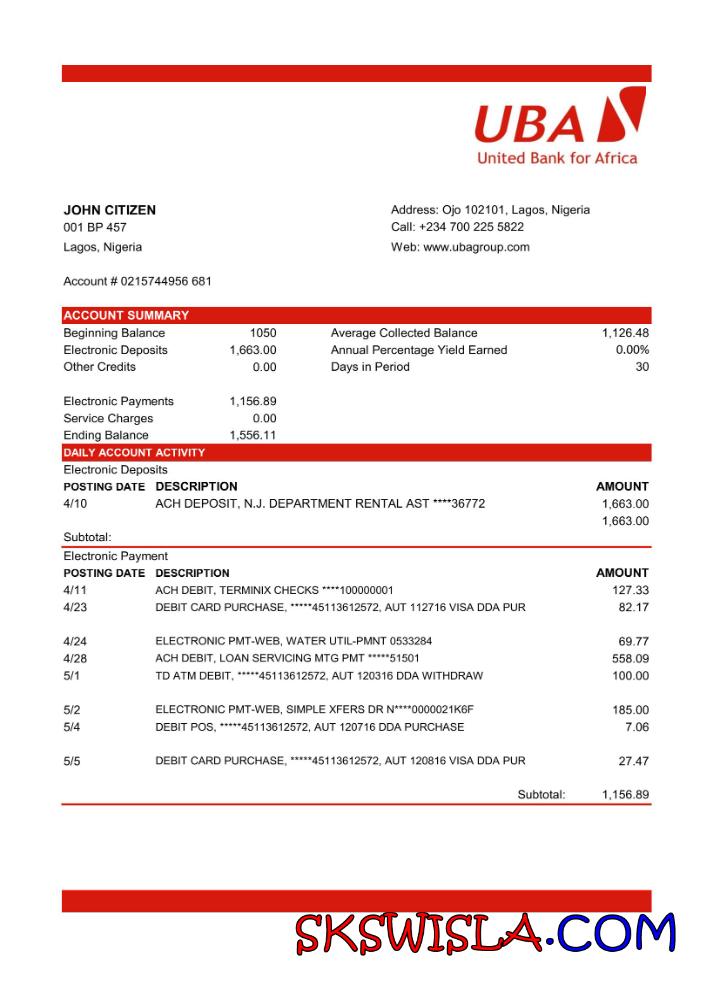 UBA
United Bank for Africa
JOHN CITIZEN
001 BP 457
Lagos, Nigeria
Address: Ojo 102101, Lagos, Nigeria
Call: +234 700 225 5822
Web: www.ubagroup.com
Account # 0215744956 681
ACCOUNT SUMMARY
Beginning Balance 1050 Average Collected Balance 1,126.48
Electronic Deposits 1,663.00 Annual Percentage Yield Earned 0.00%
Other Credits 0.00 Days in Period 30
Electronic Payments 1,156.89
Service Charges 0.00
Ending Balance 1,556.11
DAILY ACCOUNT ACTIVITY
Electronic Deposits
POSTING DATE DESCRIPTION AMOUNT
4/10 ACH DEPOSIT, N.J. DEPARTMENT RENTAL AST ****36772 1,663.00
1,663.00
Subtotal:
Electronic Payment
POSTING DATE DESCRIPTION AMOUNT
4/11 ACH DEBIT, TERMINIX CHECKS ****100000001 127.33
4/23 DEBIT CARD PURCHASE, *****45113612572, AUT 112716 VISA DDA PUR 82.17
4/24 ELECTRONIC PMT-WEB, WATER UTIL-PMNT 0533284 69.77
4/28 ACH DEBIT, LOAN SERVICING MTG PMT *****51501 558.09
5/1 TD ATM DEBIT, *****45113612572, AUT 120316 DDA WITHDRAW 100.00
5/2 ELECTRONIC PMT-WEB, SIMPLE XFERS DR N****0000021K6F 185.00
5/4 DEBIT POS, *****45113612572, AUT 120716 DDA PURCHASE 7.06
5/5 DEBIT CARD PURCHASE, *****45113612572, AUT 120816 VISA DDA PUR 27.47
Subtotal: 1,156.89
SKSWISLA.COM